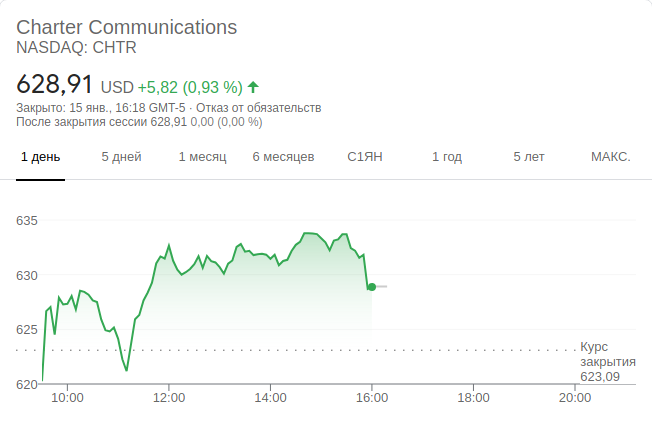 Charter Communications
NASDAQ: CHTR
628,91 USD +5,82 (0,93 %)
Закрыто: 15 янв., 16:18 GMT-5 · Отказ от обязательств
После закрытия сессии 628,91 0,00 (0,00 %)
1 день 5 дней 1 месяц 6 месяцев С1ЯН 1 год 5 лет МАКС.
635
630
625
Курс
закрытия
623,09
620
10:00 12:00 14:00 16:00 18:00 20:00